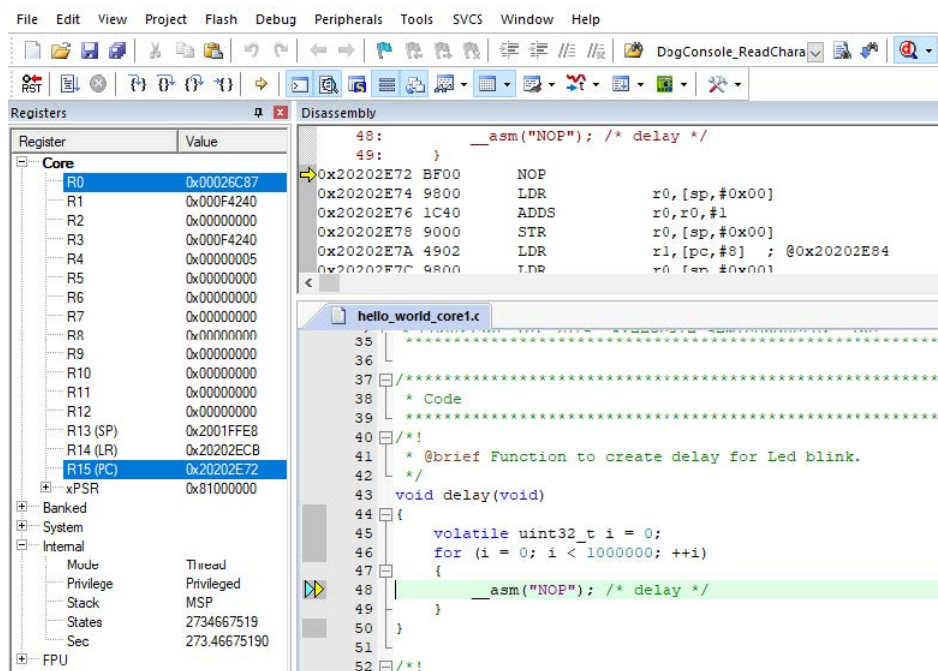 File Edit View Project Flash Debug Peripherals Tools SVCS Window Help
DbgConsole_ReadChara
RST
Registers
Register Value
Core
R0 0x00026C87
R1 0x000F4240
R2 0x00000000
R3 0x000F4240
R4 0x00000005
R5 0x00000000
R6 0x00000000
R7 0x00000000
R8 0x00000000
R9 0x00000000
R10 0x00000000
R11 0x00000000
R12 0x00000000
R13 (SP) 0x2001FFE8
R14 (LR) 0x20202ECB
R15 (PC) 0x20202E72
xPSR 0x81000000
Banked
System
Internal
Mode Thread
Privilege Privileged
Stack MSP
States 2734667519
Sec 273.46675190
FPU
Disassembly
48: __asm("NOP"); /* delay */
49: }
0x20202E72 BF00 NOP
0x20202E74 9800 LDR r0,[sp,#0x00]
0x20202E76 1C40 ADDS r0,r0,#1
0x20202E78 9000 STR r0,[sp,#0x00]
0x20202E7A 4902 LDR r1,[pc,#8] ; @0x20202E84
0x20202E7C 9800 LDR r0,[sp,#0x00]
hello_world_core1.c
35 ******************************************************************
36
37 /******************************************************************
38 * Code
39 ******************************************************************
40 /*!
41 * @brief Function to create delay for Led blink.
42 */
43 void delay(void)
44 {
45 volatile uint32_t i = 0;
46 for (i = 0; i < 1000000; ++i)
47 {
48 __asm("NOP"); /* delay */
49 }
50 }
51
52 /*!